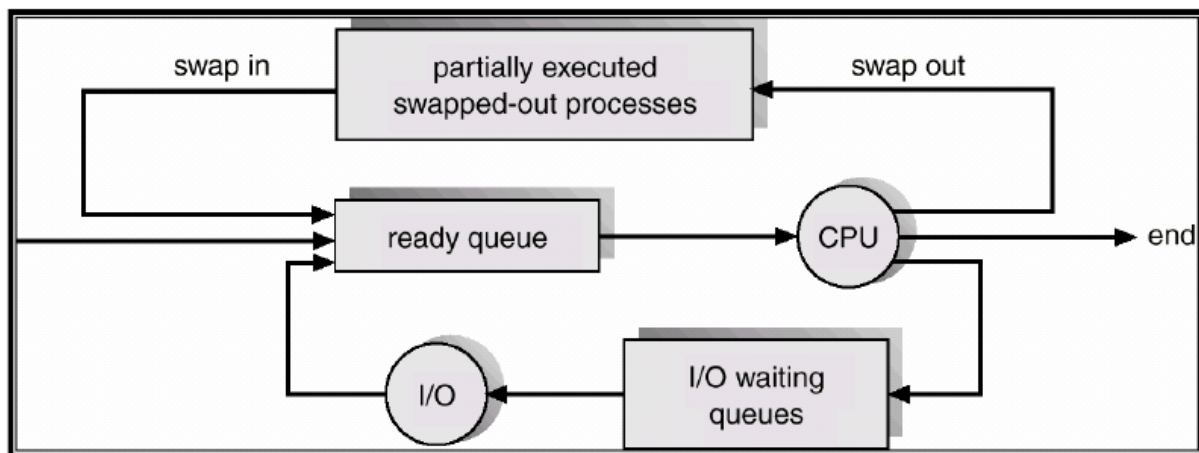 swap in
partially executed
swapped-out processes
swap out
ready queue
CPU
end
I/O
I/O waiting
queues